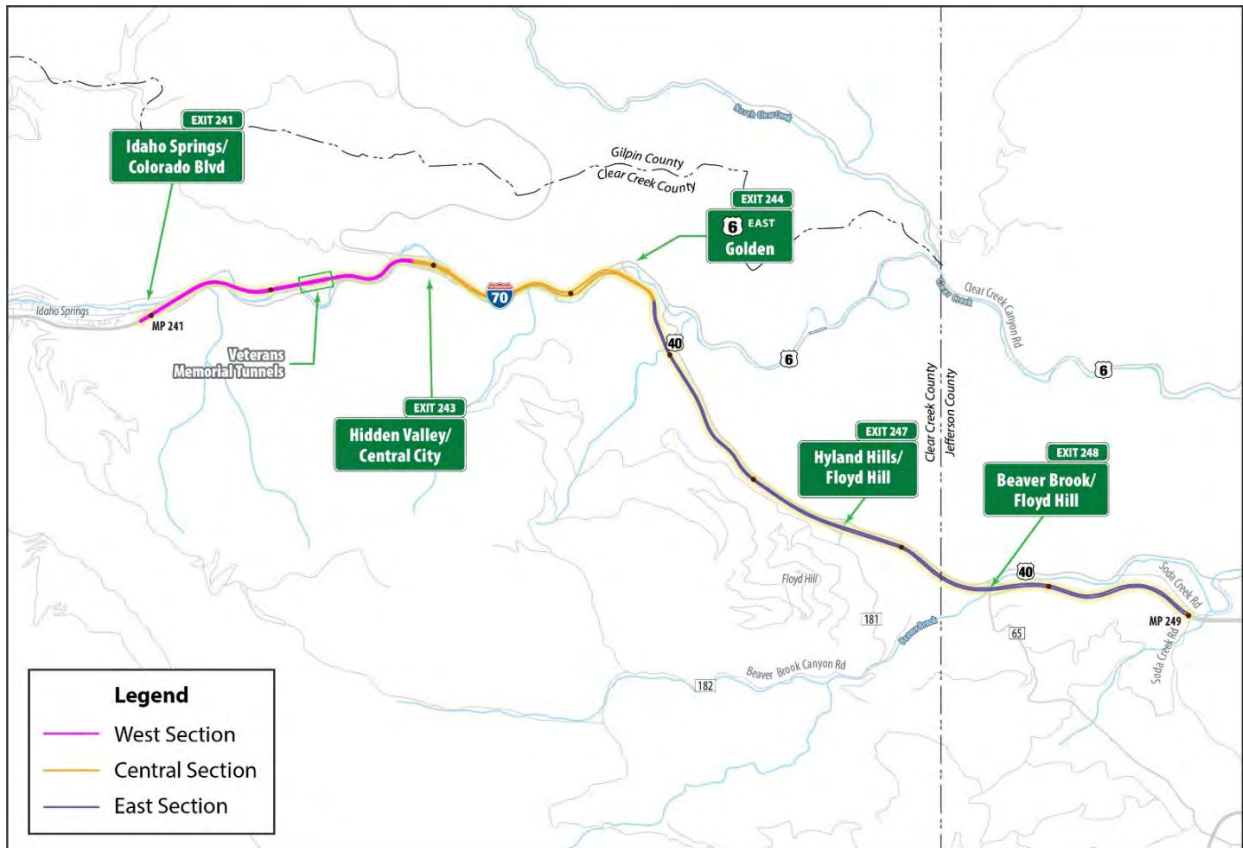 EXIT 241
Idaho Springs/
Colorado Blvd
North Clear Creek
Gilpin County
Clear Creek County
EXIT 244
6 EAST
Golden
Idaho Springs
MP 241
Veterans
Memorial Tunnels
INTERSTATE
70
EXIT 243
Hidden Valley/
Central City
40
6
Clear Creek
Clear Creek Canyon Rd
6
Clear Creek County
Jefferson County
EXIT 247
Hyland Hills/
Floyd Hill
EXIT 248
Beaver Brook/
Floyd Hill
Floyd Hill
40
Soda Creek Rd
MP 249
181
65
Beaver Brook
Soda Creek Rd
Beaver Brook Canyon Rd
182
Legend
West Section
Central Section
East Section